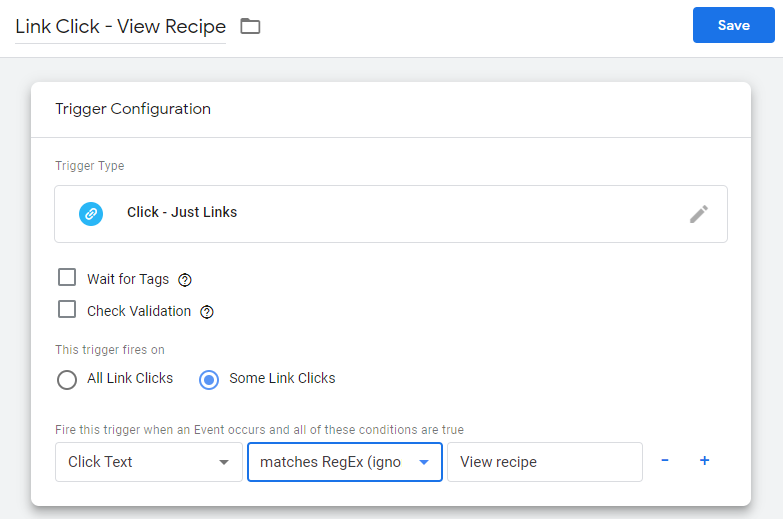 Link Click - View Recipe
Save
Trigger Configuration
Trigger Type
Click - Just Links
Wait for Tags
Check Validation
This trigger fires on
All Link Clicks Some Link Clicks
Fire this trigger when an Event occurs and all of these conditions are true
Click Text matches RegEx (igno View recipe - +